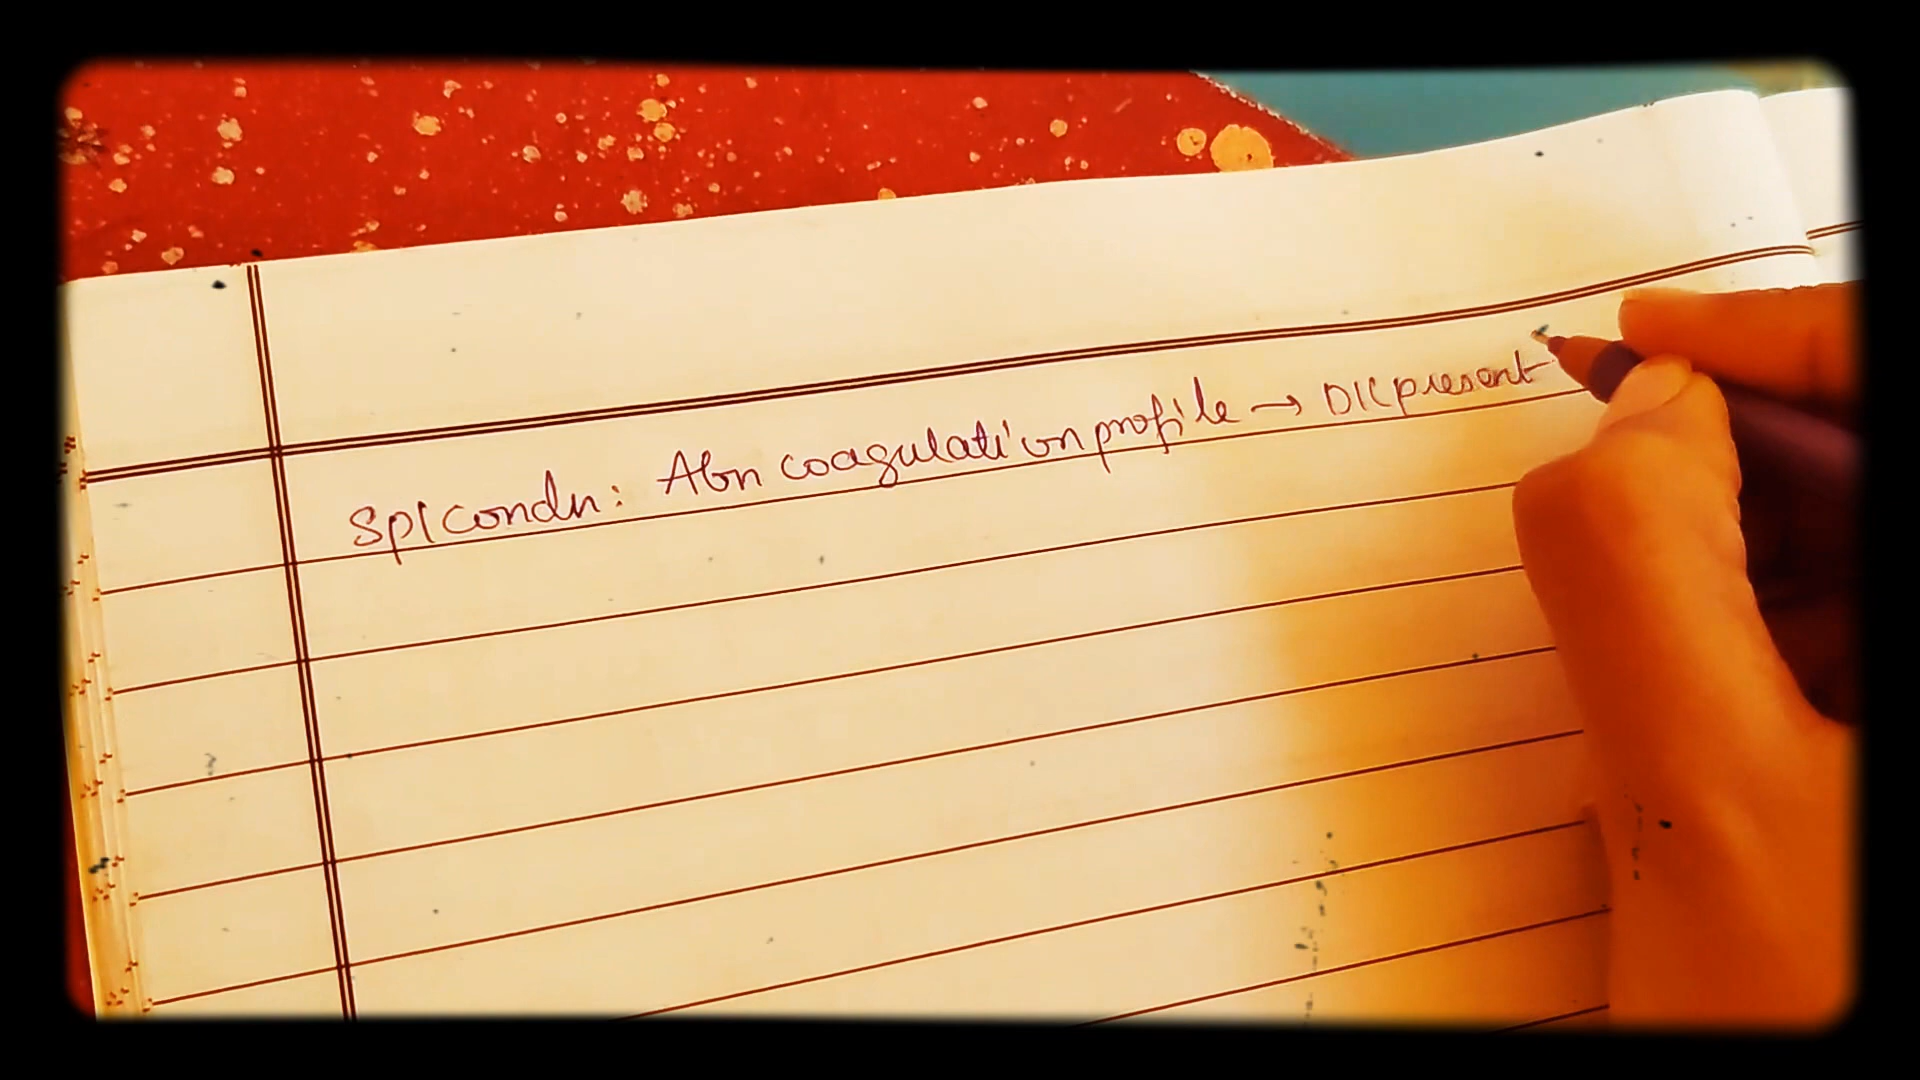 Spl condn: Abn coagulation profile → DIC present